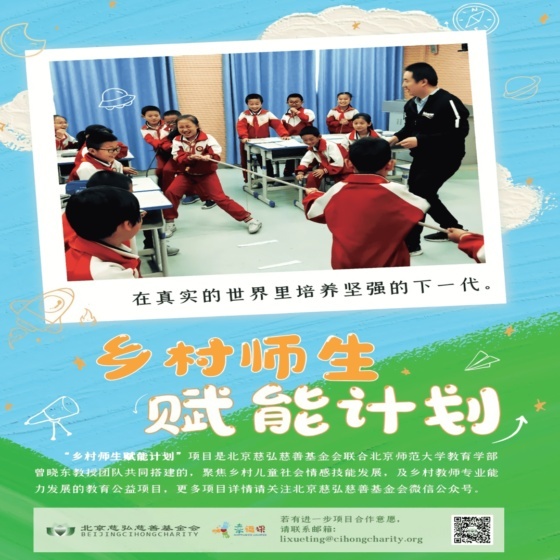 在真实的世界里培养坚强的下一代。
乡村师生
赋能计划
“乡村师生赋能计划”项目是北京慈弘慈善基金会联合北京师范大学教育学部
曾晓东教授团队共同搭建的，聚焦乡村儿童社会情感技能发展，及乡村教师专业能
力发展的教育公益项目，更多项目详情请关注北京慈弘慈善基金会微信公众号。
北京慈弘慈善基金会
BEIJINGCIHONGCHARITY
若有进一步项目合作意愿，
请联系邮箱：
lixueting@cihongcharity.org